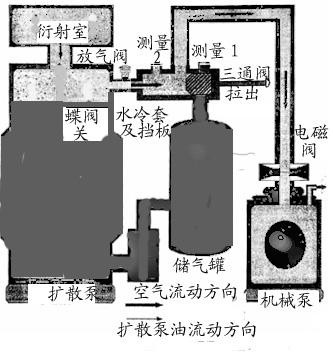 衍射室
放气阀
测量
2
测量 1
三通阀
拉出
蝶阀
关
水冷套
及挡板
电磁
阀
储气罐
扩散泵
空气流动方向
机械泵
扩散泵油流动方向